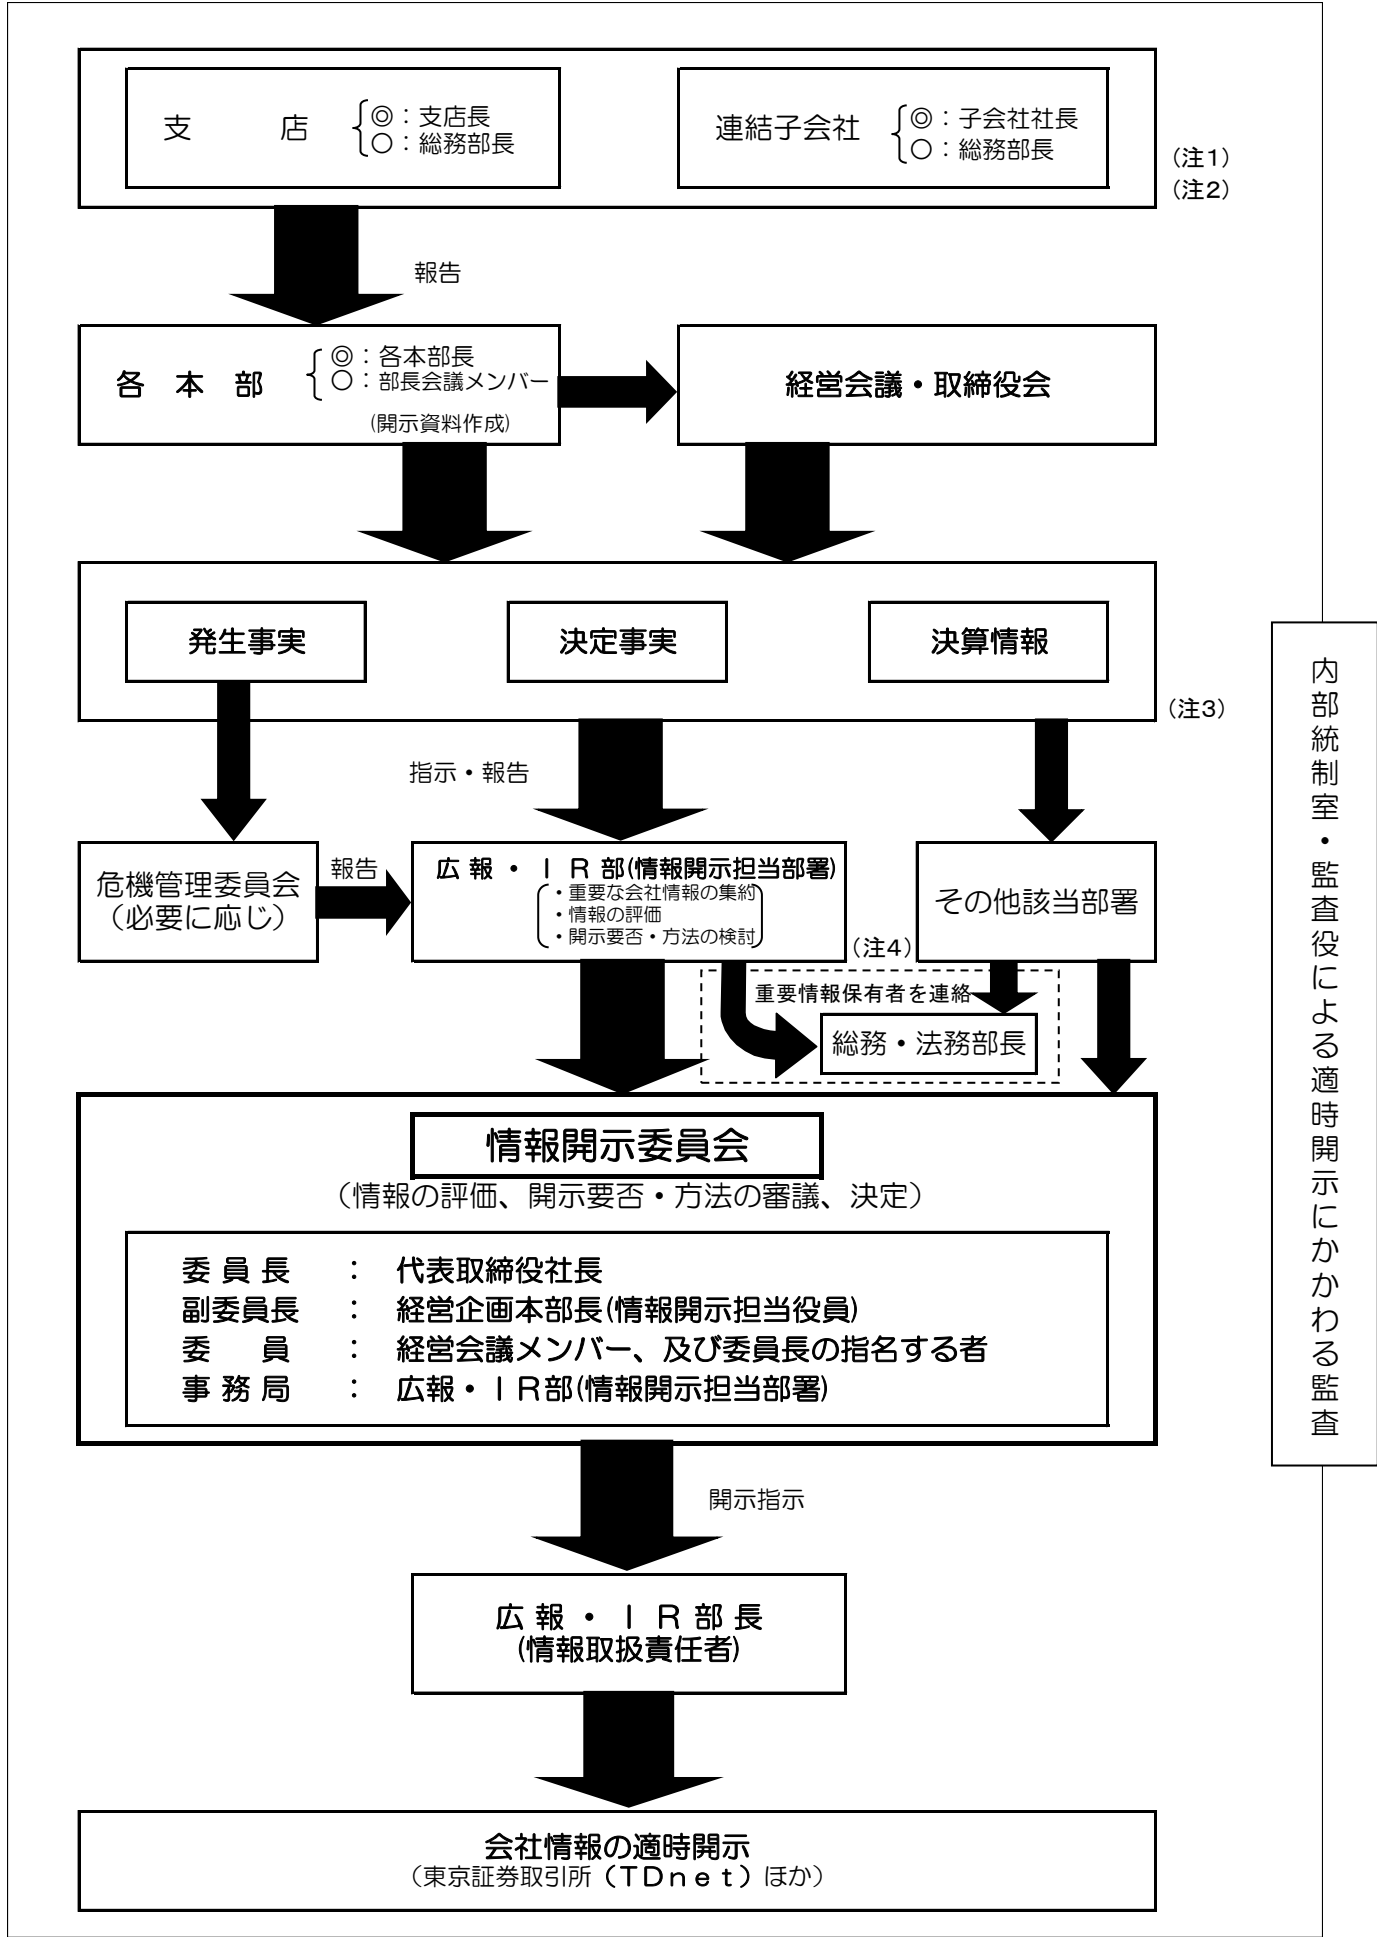 支　店
◎：支店長
○：総務部長
連結子会社
◎：子会社社長
○：総務部長
（注1）
（注2）
報告
各 本 部
◎：各本部長
○：部長会議メンバー
(開示資料作成)
経営会議・取締役会
発生事実
決定事実
決算情報
（注3）
指示・報告
危機管理委員会
（必要に応じ）
報告
広 報 ・ Ｉ Ｒ 部(情報開示担当部署)
・重要な会社情報の集約
・情報の評価
・開示要否・方法の検討
（注4）
その他該当部署
重要情報保有者を連絡
総務・法務部長
情報開示委員会
（情報の評価、開示要否・方法の審議、決定）
委 員 長　：　代表取締役社長
副委員長　：　経営企画本部長(情報開示担当役員)
委　　員　：　経営会議メンバー、及び委員長の指名する者
事 務 局　：　広報・ＩＲ部(情報開示担当部署)
開示指示
広 報 ・ Ｉ Ｒ 部 長
(情報取扱責任者)
会社情報の適時開示
（東京証券取引所（ＴＤｎｅｔ）ほか）
内部統制室・監査役による適時開示にかかわる監査